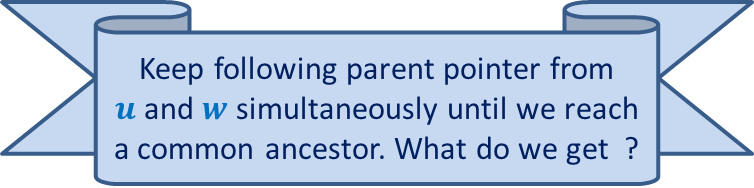 Keep following parent pointer from
u and w simultaneously until we reach
a common ancestor. What do we get ?